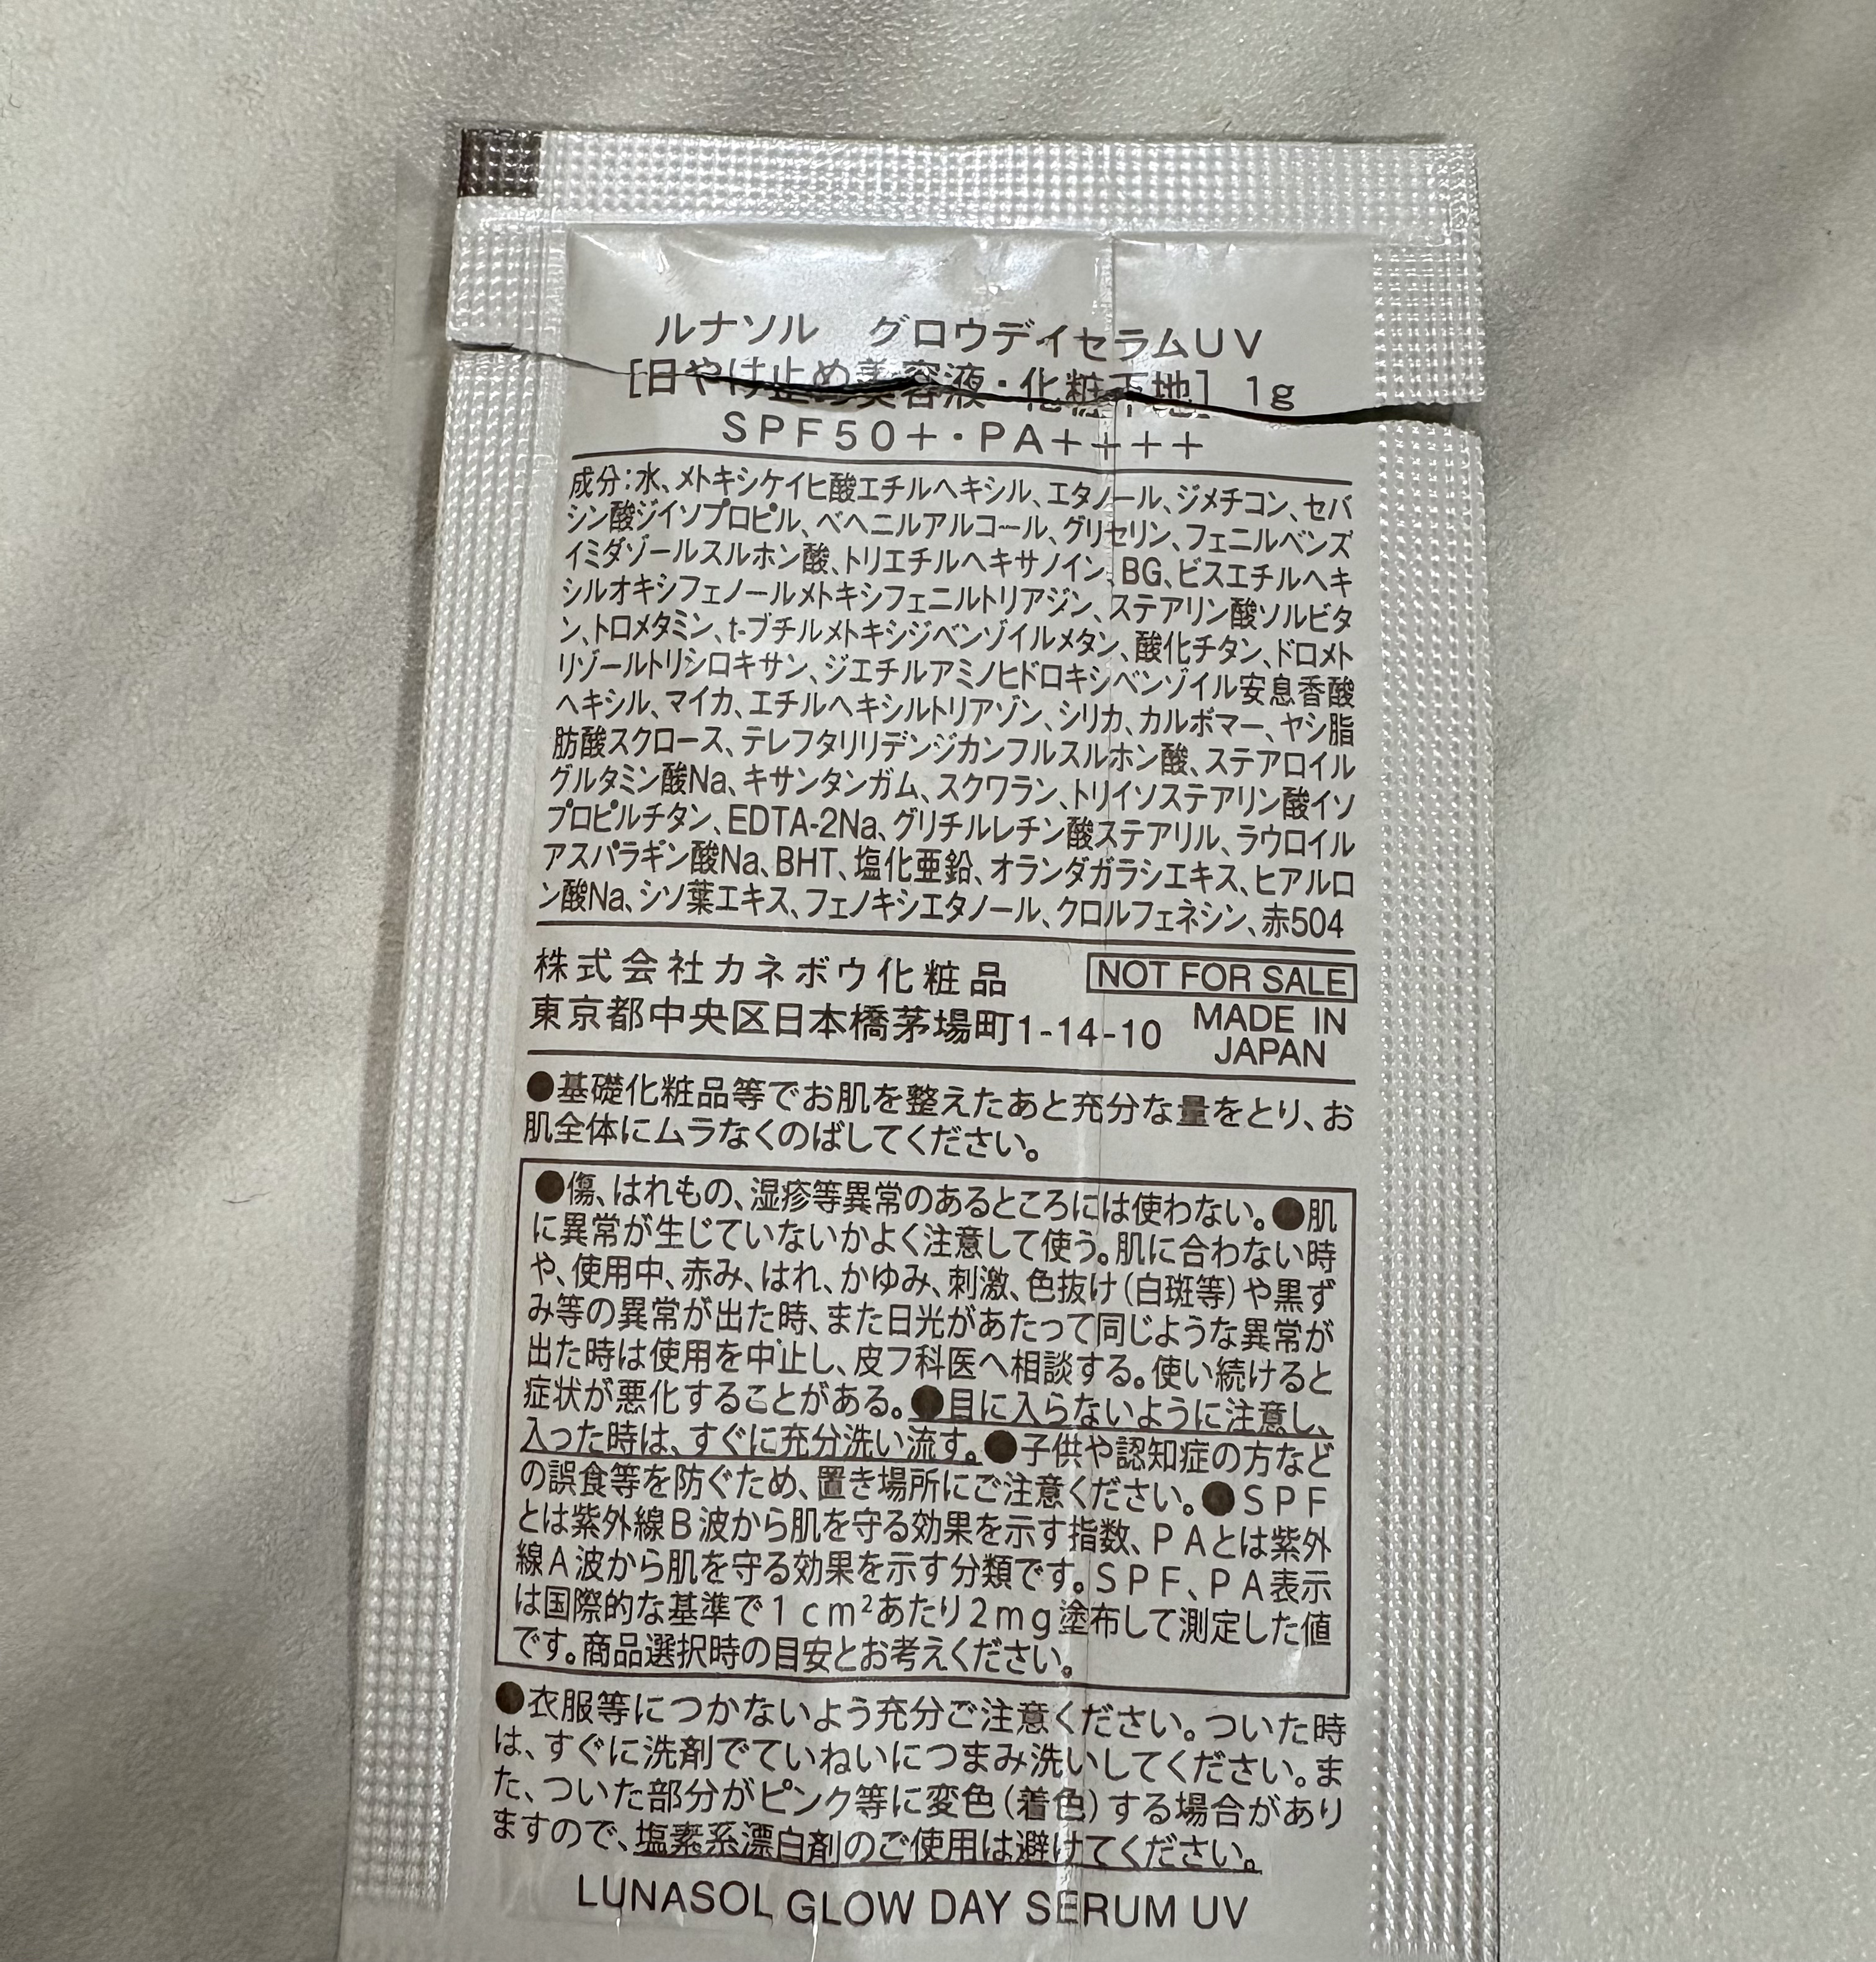 ルナソル　グロウデイセラムUV
[日やけ止め美容液・化粧下地] 1g
SPF50+・PA++++
成分：水、メトキシケイヒ酸エチルヘキシル、エタノール、ジメチコン、セバ
シン酸ジイソプロピル、ベヘニルアルコール、グリセリン、フェニルベンズ
イミダゾールスルホン酸、トリエチルヘキサノイン、BG、ビスエチルヘキ
シルオキシフェノールメトキシフェニルトリアジン、ステアリン酸ソルビタ
ン、トロメタミン、t-ブチルメトキシジベンゾイルメタン、酸化チタン、ドロメト
リゾールトリシロキサン、ジエチルアミノヒドロキシベンゾイル安息香酸
ヘキシル、マイカ、エチルヘキシルトリアゾン、シリカ、カルボマー、ヤシ脂
肪酸スクロース、テレフタリリデンジカンフルスルホン酸、ステアロイル
グルタミン酸Na、キサンタンガム、スクワラン、トリイソステアリン酸イソ
プロピルチタン、EDTA-2Na、グリチルレチン酸ステアリル、ラウロイル
アスパラギン酸Na、BHT、塩化亜鉛、オランダガラシエキス、ヒアルロ
ン酸Na、シソ葉エキス、フェノキシエタノール、クロルフェネシン、赤504
株式会社カネボウ化粧品 NOT FOR SALE
東京都中央区日本橋茅場町1-14-10 MADE IN
JAPAN
●基礎化粧品等でお肌を整えたあと充分な量をとり、お
肌全体にムラなくのばしてください。
●傷、はれもの、湿疹等異常のあるところには使わない。●肌
に異常が生じていないかよく注意して使う。肌に合わない時
や、使用中、赤み、はれ、かゆみ、刺激、色抜け（白斑等）や黒ず
み等の異常が出た時、また日光があたって同じような異常が
出た時は使用を中止し、皮フ科医へ相談する。使い続けると
症状が悪化することがある。●目に入らないように注意し、
入った時は、すぐに充分洗い流す。●子供や認知症の方など
の誤食等を防ぐため、置き場所にご注意ください。●SPF
とは紫外線B波から肌を守る効果を示す指数、PAとは紫外
線A波から肌を守る効果を示す分類です。SPF、PA表示
は国際的な基準で1cm²あたり2mg塗布して測定した値
です。商品選択時の目安とお考えください。
●衣服等につかないよう充分ご注意ください。ついた時
は、すぐに洗剤でていねいにつまみ洗いしてください。ま
た、ついた部分がピンク等に変色（着色）する場合があり
ますので、塩素系漂白剤のご使用は避けてください。
LUNASOL GLOW DAY SERUM UV